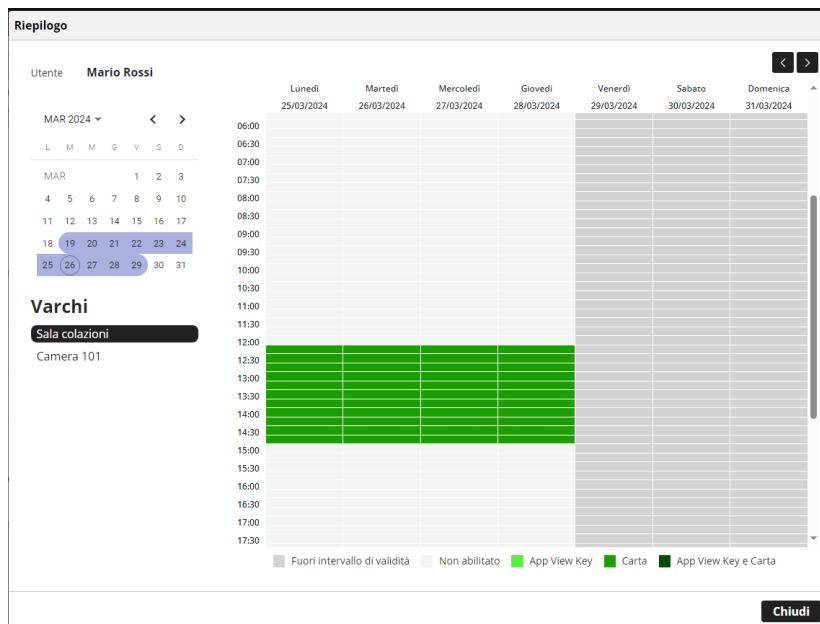 Riepilogo
Utente Mario Rossi
MAR 2024
L M M G V S D
MAR 1 2 3
4 5 6 7 8 9 10
11 12 13 14 15 16 17
18 19 20 21 22 23 24
25 26 27 28 29 30 31
Varchi
Sala colazioni
Camera 101
Lunedì Martedì Mercoledì Giovedì Venerdì Sabato Domenica
25/03/2024 26/03/2024 27/03/2024 28/03/2024 29/03/2024 30/03/2024 31/03/2024
06:00
06:30
07:00
07:30
08:00
08:30
09:00
09:30
10:00
10:30
11:00
11:30
12:00
12:30
13:00
13:30
14:00
14:30
15:00
15:30
16:00
16:30
17:00
17:30
Fuori intervallo di validità Non abilitato App View Key Carta App View Key e Carta
Chiudi